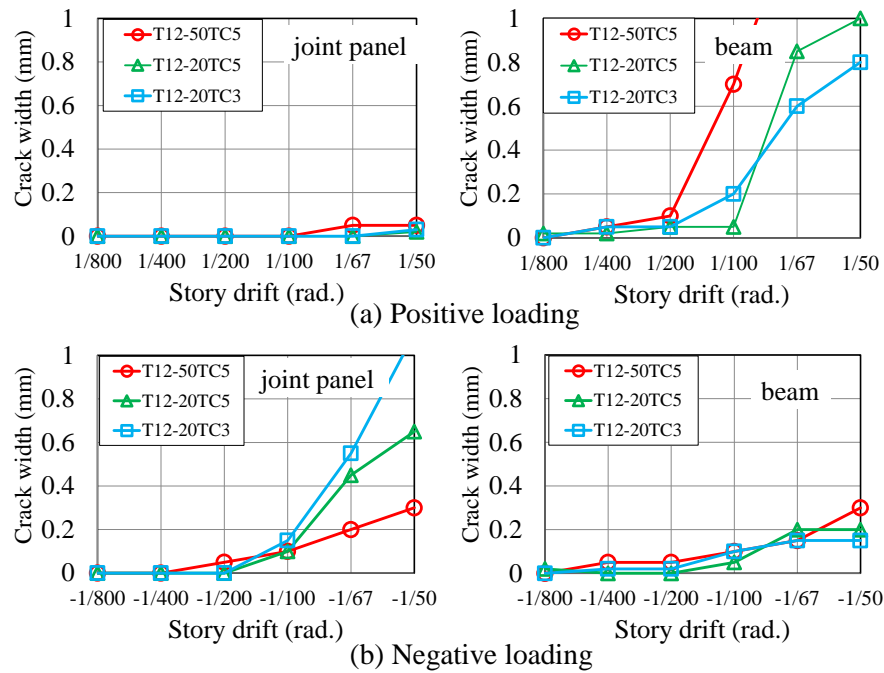 1
0.8
0.6
0.4
0.2
0
Crack width (mm)
T12-50TC5
T12-20TC5
T12-20TC3
joint panel
1/800 1/400 1/200 1/100 1/67 1/50
Story drift (rad.)
1
0.8
0.6
0.4
0.2
0
Crack width (mm)
T12-50TC5
T12-20TC5
T12-20TC3
beam
1/800 1/400 1/200 1/100 1/67 1/50
Story drift (rad.)
(a) Positive loading
1
0.8
0.6
0.4
0.2
0
Crack width (mm)
T12-50TC5
T12-20TC5
T12-20TC3
joint panel
-1/800 -1/400 -1/200 -1/100 -1/67 -1/50
Story drift (rad.)
1
0.8
0.6
0.4
0.2
0
Crack width (mm)
T12-50TC5
T12-20TC5
T12-20TC3
beam
-1/800 -1/400 -1/200 -1/100 -1/67 -1/50
Story drift (rad.)
(b) Negative loading